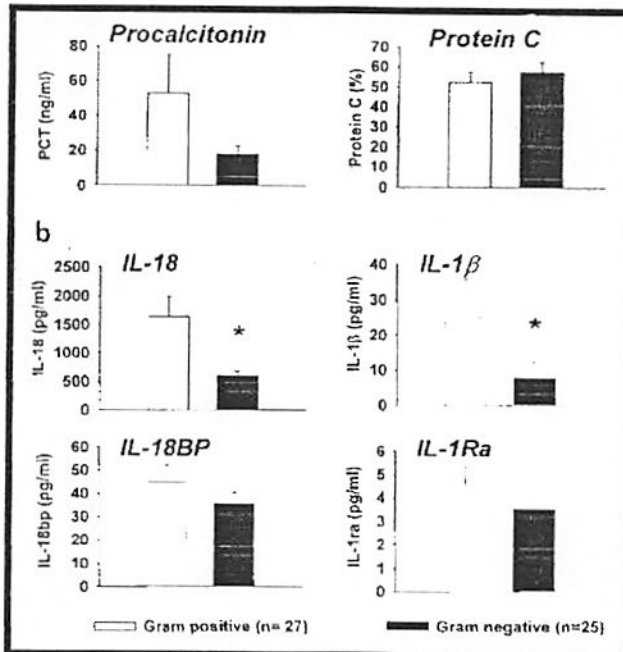 Procalcitonin
80
60
40
20
0
PCT (ng/ml)
Protein C
70
60
50
40
30
20
10
0
Protein C (%)
b
IL-18
2500
2000
1500
1000
500
0
IL-18 (pg/ml)
*
IL-1β
40
30
20
10
0
IL-1β (pg/ml)
*
IL-18BP
60
50
40
30
20
10
0
IL-18bp (pg/ml)
IL-1Ra
6
5
4
3
2
1
0
IL-1ra (pg/ml)
Gram positive (n= 27)
Gram negative (n=25)